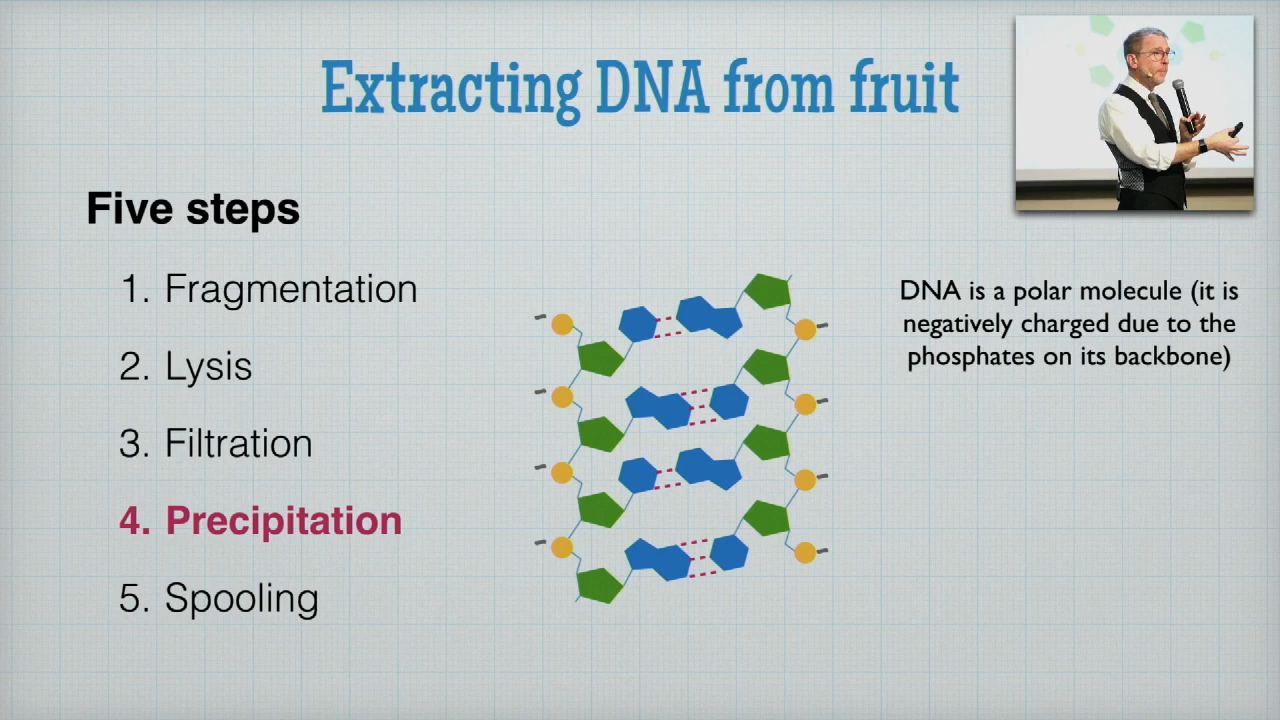 Extracting DNA from fruit
Five steps
1. Fragmentation
2. Lysis
3. Filtration
4. Precipitation
5. Spooling
DNA is a polar molecule (it is
negatively charged due to the
phosphates on its backbone)